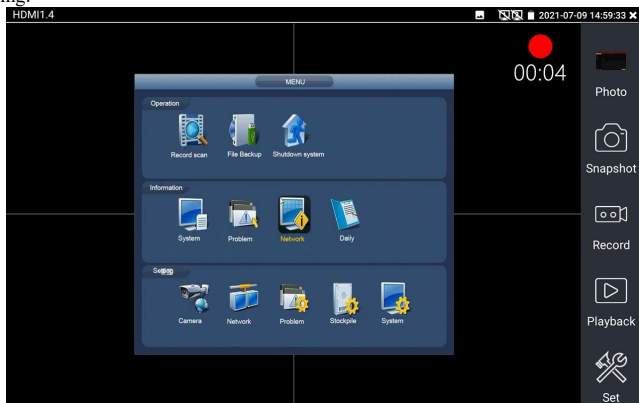 ing.
HDMI1.4
2021-07-09 14:59:33
00:04
MENU
Operation
Record scan
File Backup
Shutdown system
Information
System
Problem
Network
Daily
Camera
Network
Problem
Stockpile
System
Photo
Snapshot
Record
Playback
Set